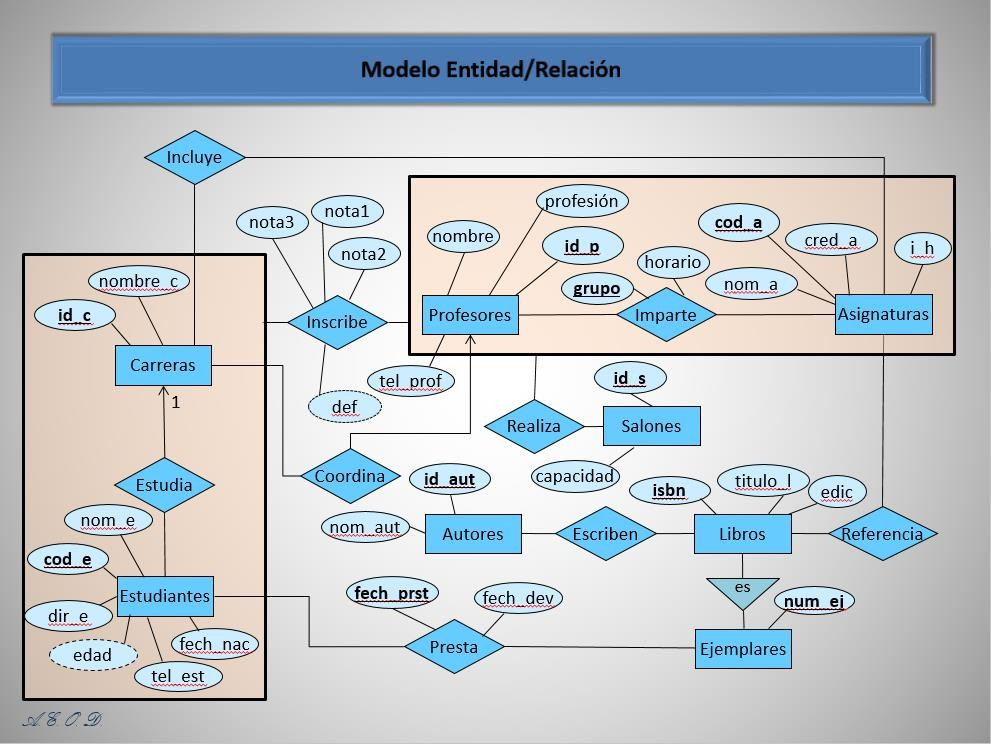 Modelo Entidad/Relación
Incluye
nota3
nota1
nota2
profesión
nombre
id_p
cod_a
cred_a
i_h
horario
grupo
nom_a
nombre_c
id_c
Inscribe
Profesores
Imparte
Asignaturas
Carreras
tel_prof
id_s
1
def
Realiza
Salones
Estudia
Coordina
id_aut
capacidad
isbn
titulo_l
edic
nom_e
nom_aut
Autores
Escriben
Libros
Referencia
cod_e
es
Estudiantes
fech_prst
fech_dev
num_ej
dir_e
edad
fech_nac
Presta
Ejemplares
tel_est
A.E.O.D.